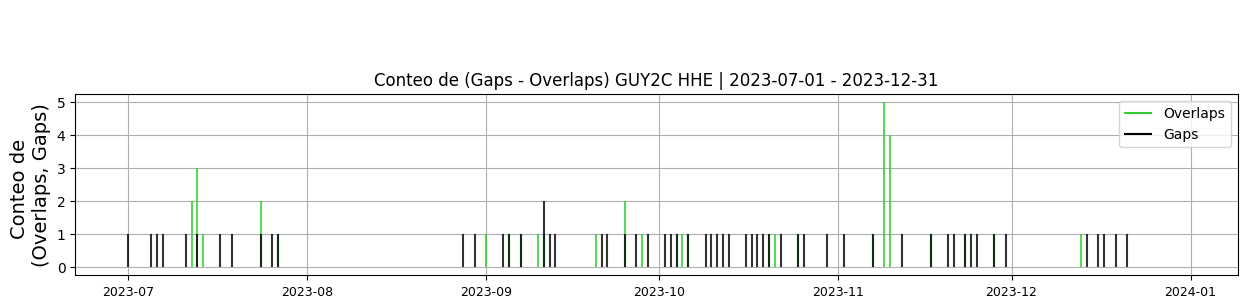 Conteo de (Gaps - Overlaps) GUY2C HHE | 2023-07-01 - 2023-12-31
Conteo de
(Overlaps, Gaps)
5
4
3
2
1
0
Overlaps
Gaps
2023-07
2023-08
2023-09
2023-10
2023-11
2023-12
2024-01